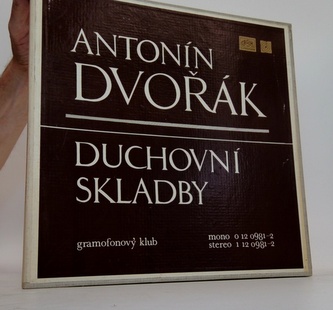 ANTONÍN
DVOŘÁK
DUCHOVNÍ
SKLADBY
gramofonový klub
mono 0 12 0981-2
stereo 1 12 0981-2